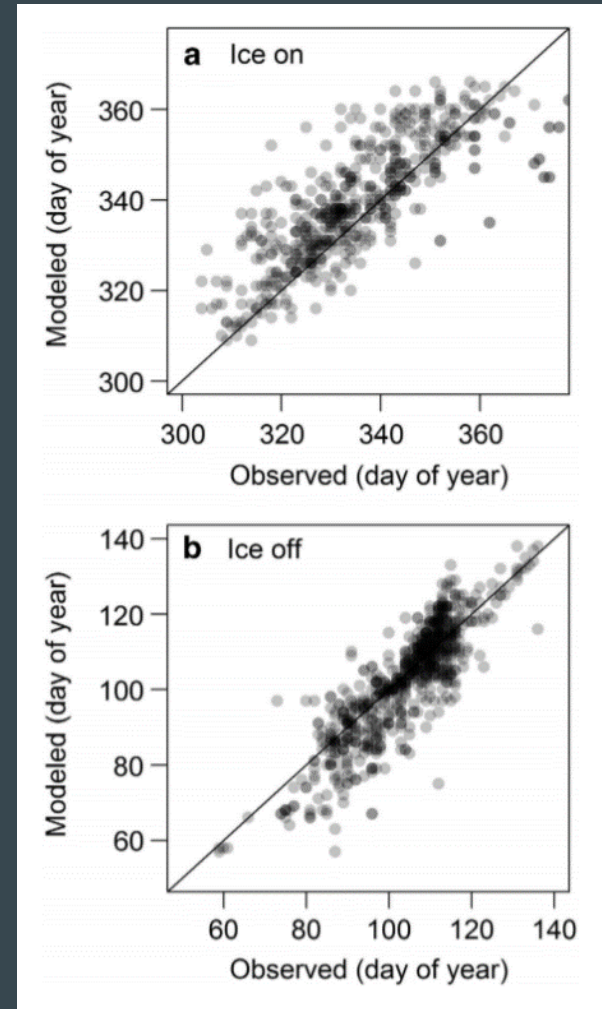 a Ice on
Modeled (day of year)
360
340
320
300
300 320 340 360
Observed (day of year)
b Ice off
Modeled (day of year)
140
120
100
80
60
60 80 100 120 140
Observed (day of year)